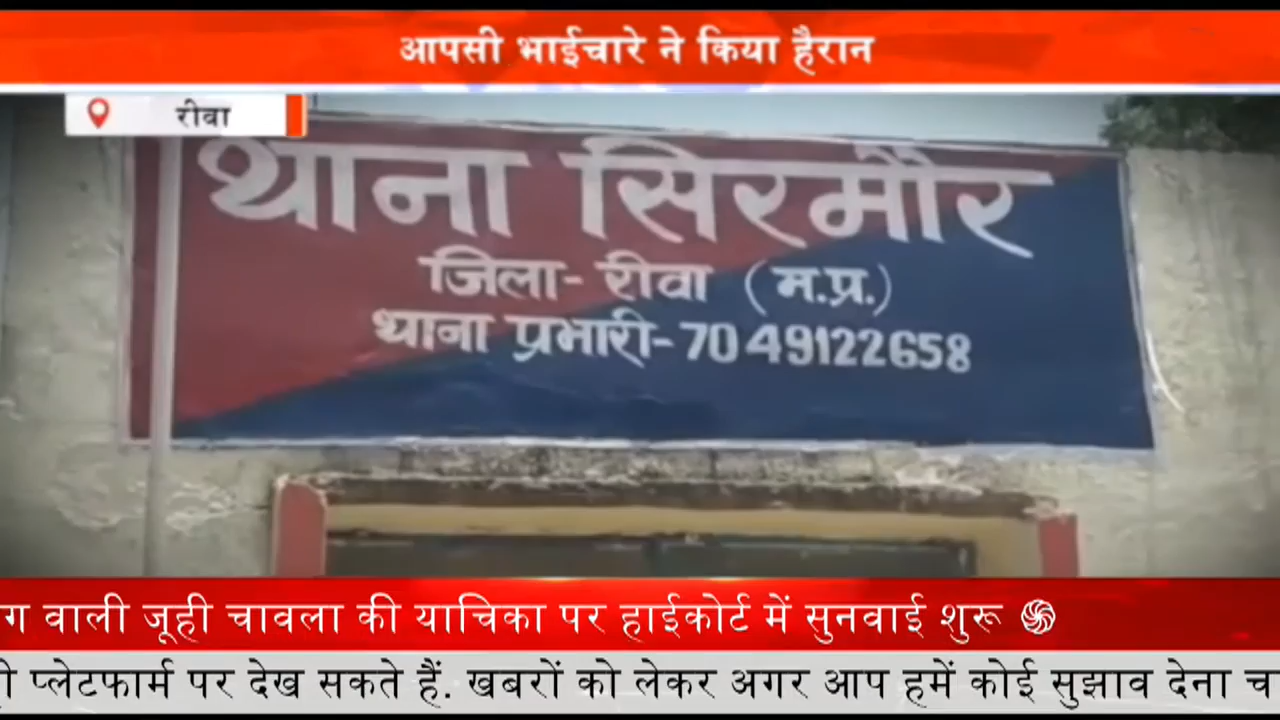 आपसी भाईचारे ने किया हैरान
रीवा
थाना सिरमौर
जिला- रीवा (म.प्र.)
थाना प्रभारी- 7049122658
वाली जूही चावला की याचिका पर हाईकोर्ट में सुनवाई शुरू
प्लेटफार्म पर देख सकते हैं. खबरों को लेकर अगर आप हमें कोई सुझाव देना